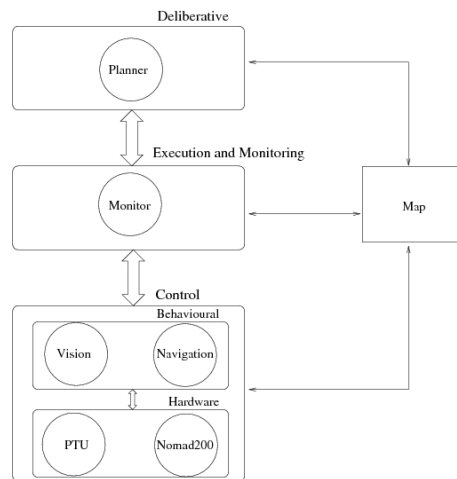 Deliberative
Planner
Execution and Monitoring
Monitor
Map
Control
Behavioural
Vision
Navigation
Hardware
PTU
Nomad200